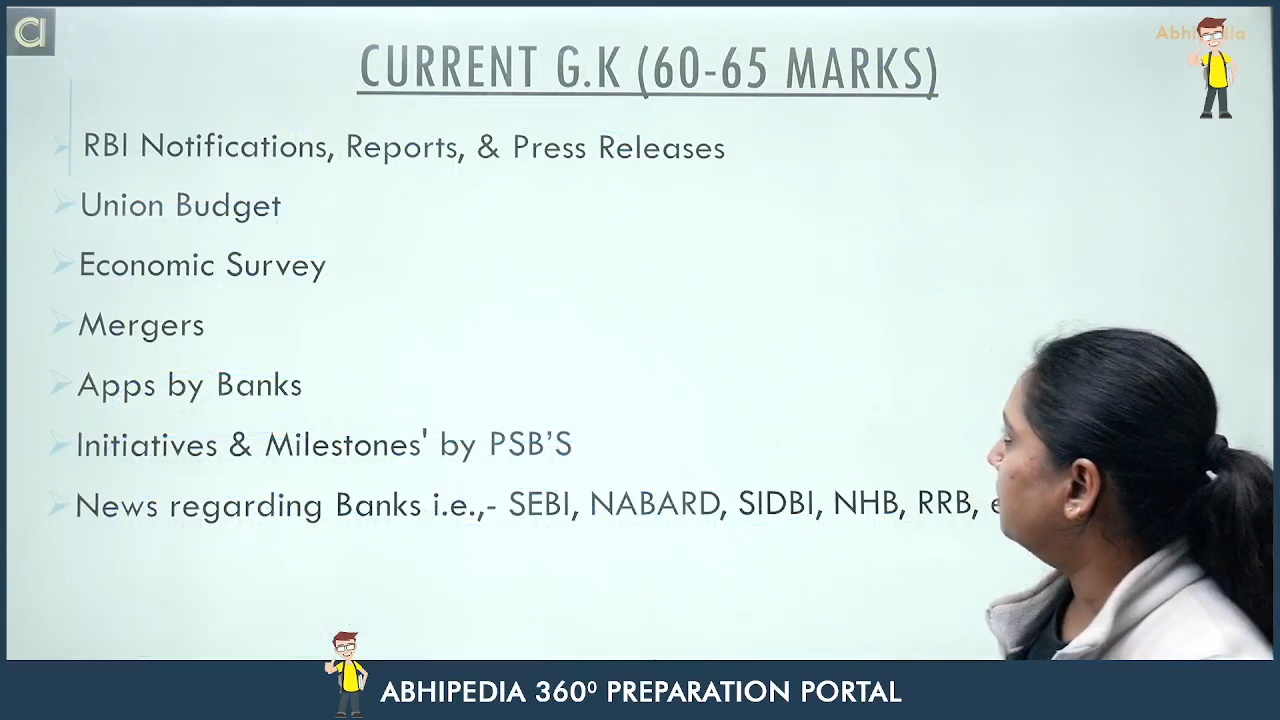 CURRENT G.K (60-65 MARKS)
RBI Notifications, Reports, & Press Releases
Union Budget
Economic Survey
Mergers
Apps by Banks
Initiatives & Milestones' by PSB'S
News regarding Banks i.e.,- SEBI, NABARD, SIDBI, NHB, RRB,
ABHIPEDIA 360⁰ PREPARATION PORTAL